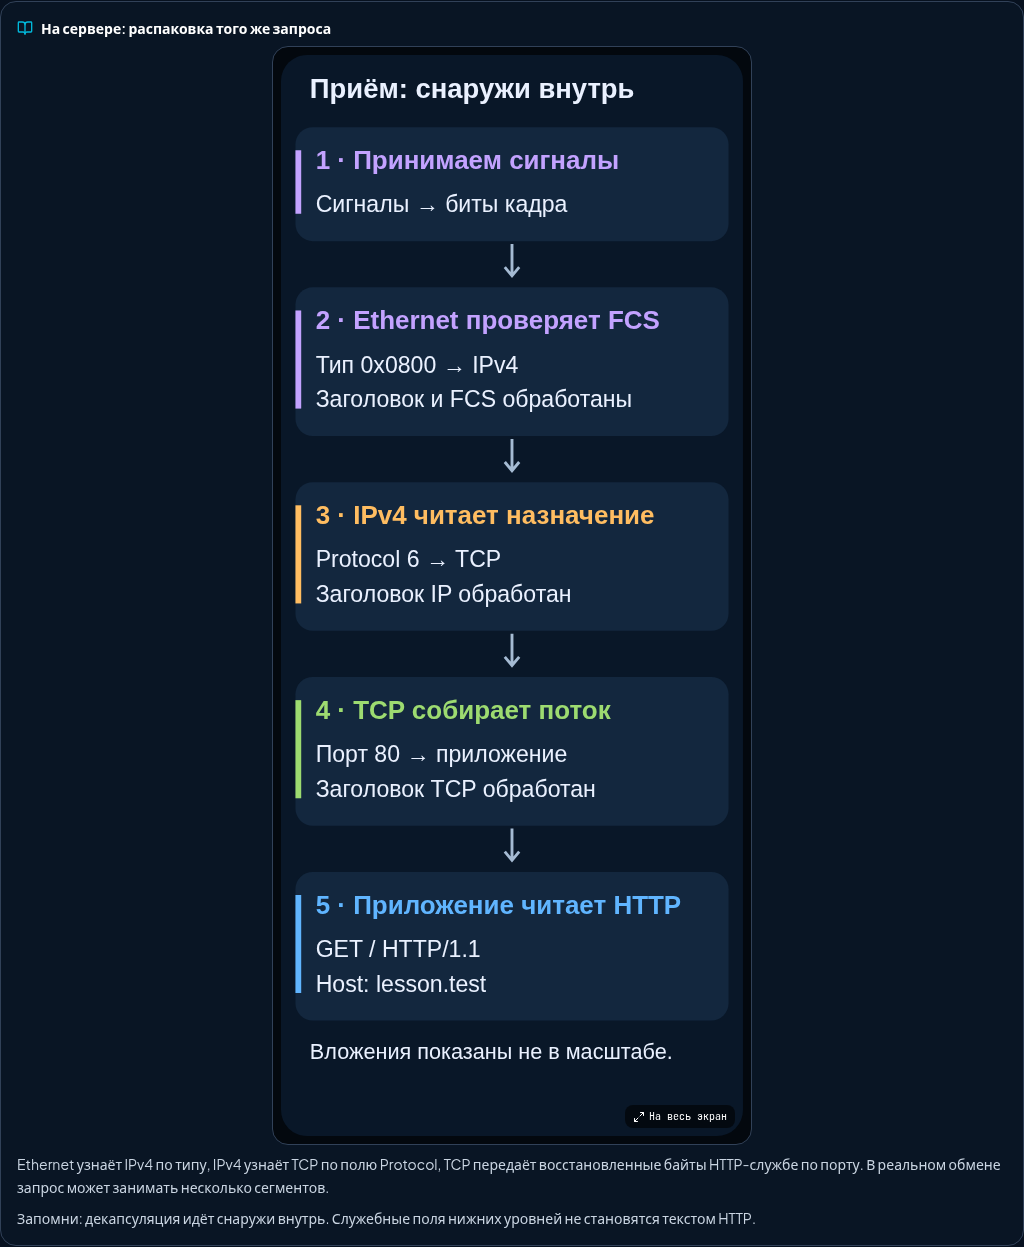 На сервере: распаковка того же запроса
Приём: снаружи внутрь
1 · Принимаем сигналы
Сигналы → биты кадра
2 · Ethernet проверяет FCS
Тип 0x0800 → IPv4
Заголовок и FCS обработаны
3 · IPv4 читает назначение
Protocol 6 → TCP
Заголовок IP обработан
4 · TCP собирает поток
Порт 80 → приложение
Заголовок TCP обработан
5 · Приложение читает HTTP
GET / HTTP/1.1
Host: lesson.test
Вложения показаны не в масштабе.
На весь экран
Ethernet узнаёт IPv4 по типу, IPv4 узнаёт TCP по полю Protocol, TCP передаёт восстановленные байты HTTP-службе по порту. В реальном обмене
запрос может занимать несколько сегментов.
Запомни: декапсуляция идёт снаружи внутрь. Служебные поля нижних уровней не становятся текстом HTTP.